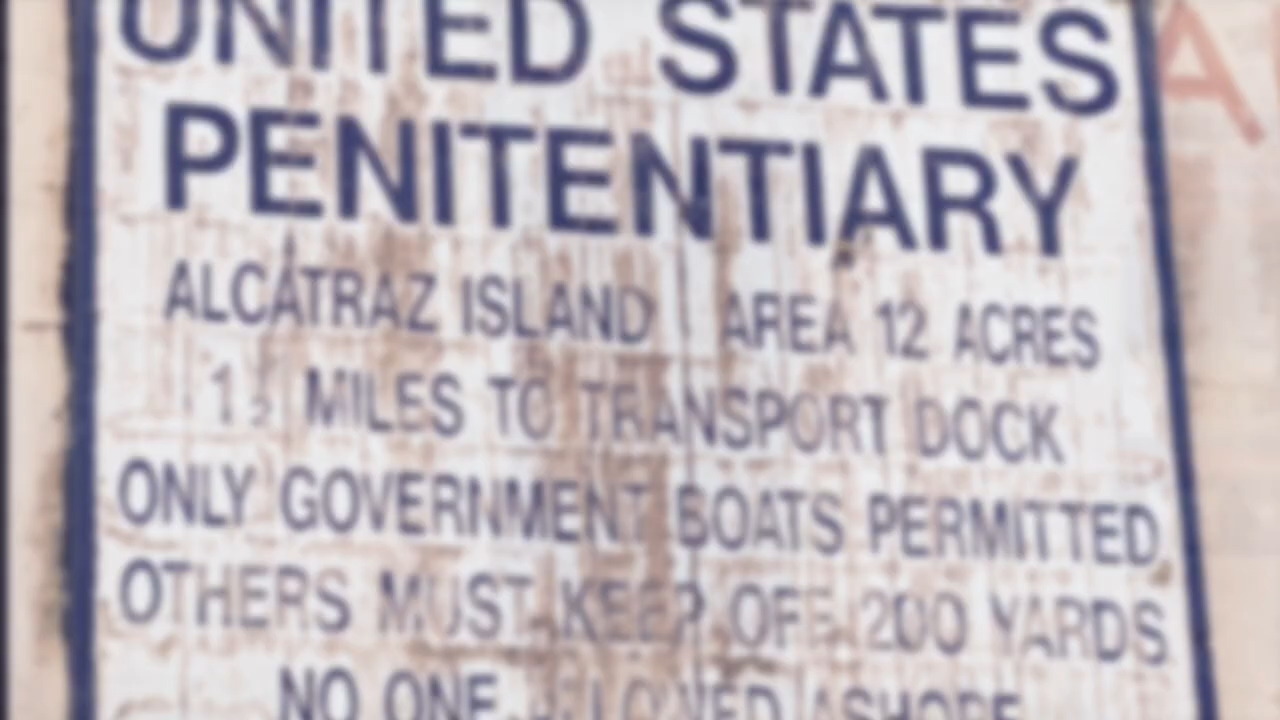 UNITED STATES
PENITENTIARY
ALCATRAZ ISLAND AREA 12 ACRES
1½ MILES TO TRANSPORT DOCK
ONLY GOVERNMENT BOATS PERMITTED
OTHERS MUST KEEP OFF 200 YARDS
NO ONE ALLOWED ASHORE